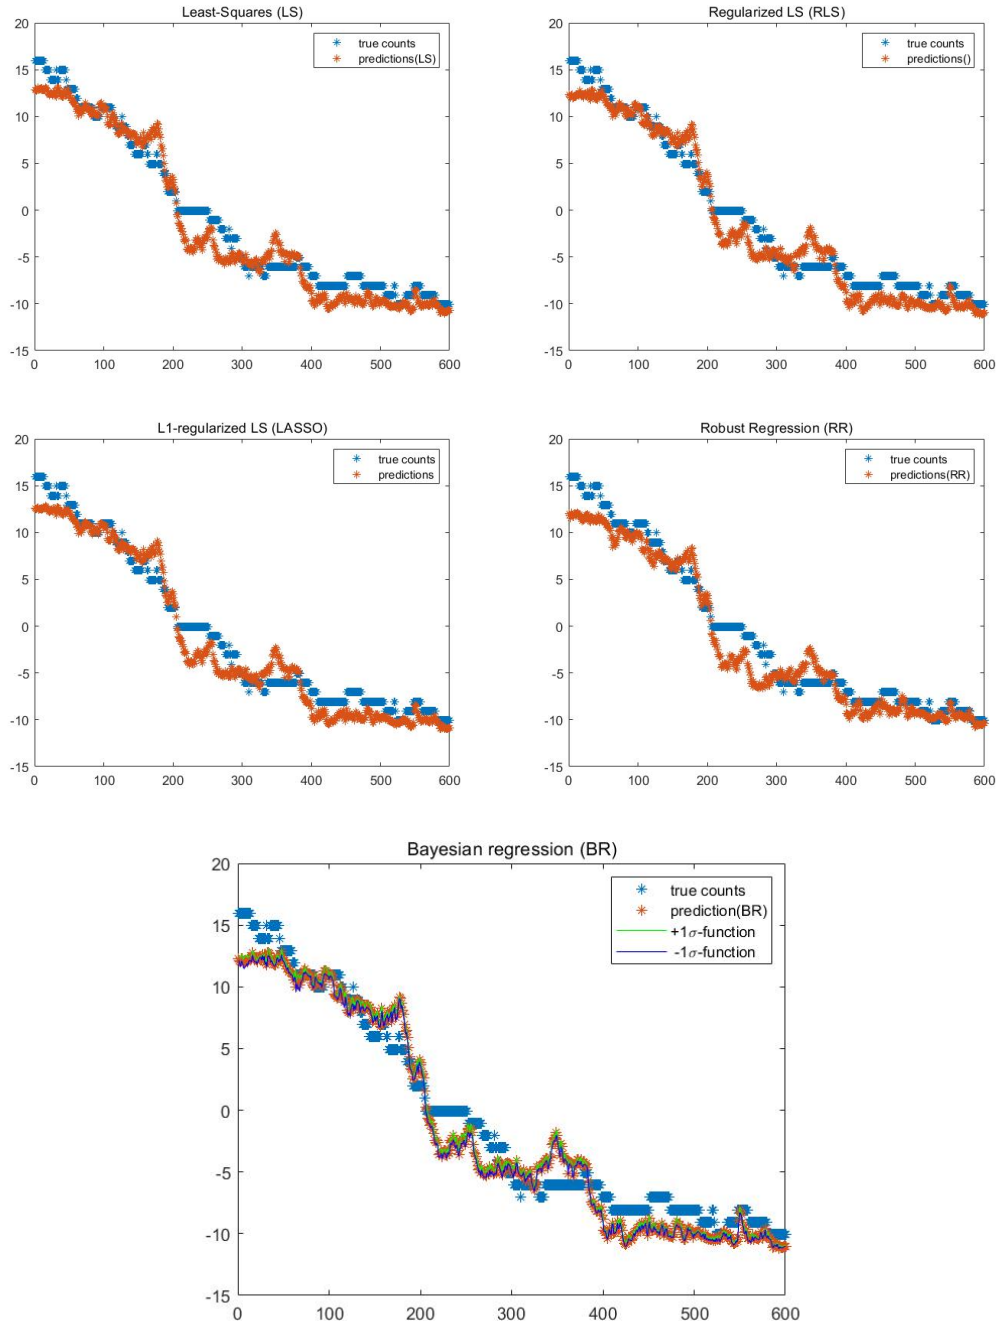 Least-Squares (LS)
20
15
10
5
0
-5
-10
-15
0 100 200 300 400 500 600
true counts
predictions(LS)
Regularized LS (RLS)
20
15
10
5
0
-5
-10
-15
0 100 200 300 400 500 600
true counts
predictions()
L1-regularized LS (LASSO)
20
15
10
5
0
-5
-10
-15
0 100 200 300 400 500 600
true counts
predictions
Robust Regression (RR)
20
15
10
5
0
-5
-10
-15
0 100 200 300 400 500 600
true counts
predictions(RR)
Bayesian regression (BR)
20
15
10
5
0
-5
-10
-15
0 100 200 300 400 500 600
true counts
prediction(BR)
+1σ-function
-1σ-function